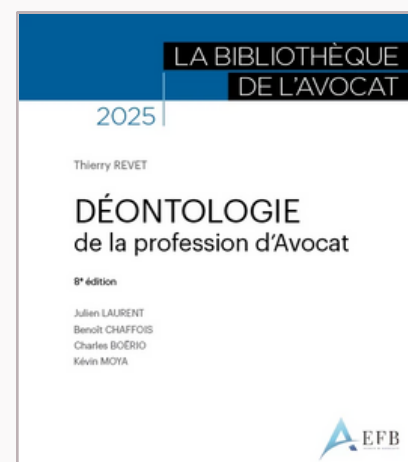 LA BIBLIOTHÈQUE
DE L'AVOCAT
2025
Thierry REVET
DÉONTOLOGIE
de la profession d'Avocat
8e édition
Julien LAURENT
Benoît CHAFFOIS
Charles BOËRIO
Kévin MOYA
EFB